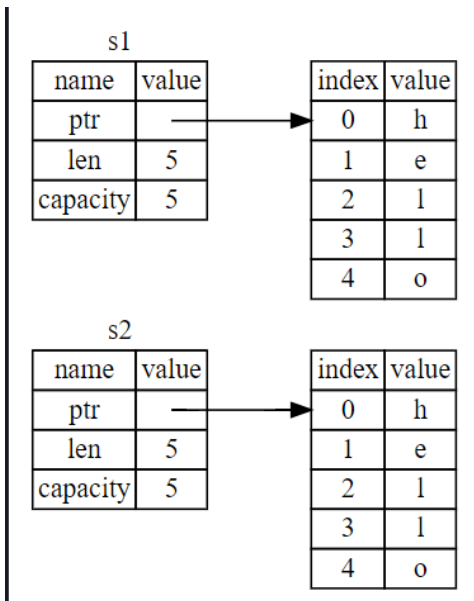 s1
name value index value
ptr 0 h
len 5 1 e
capacity 5 2 l
3 l
4 o
s2
name value index value
ptr 0 h
len 5 1 e
capacity 5 2 l
3 l
4 o